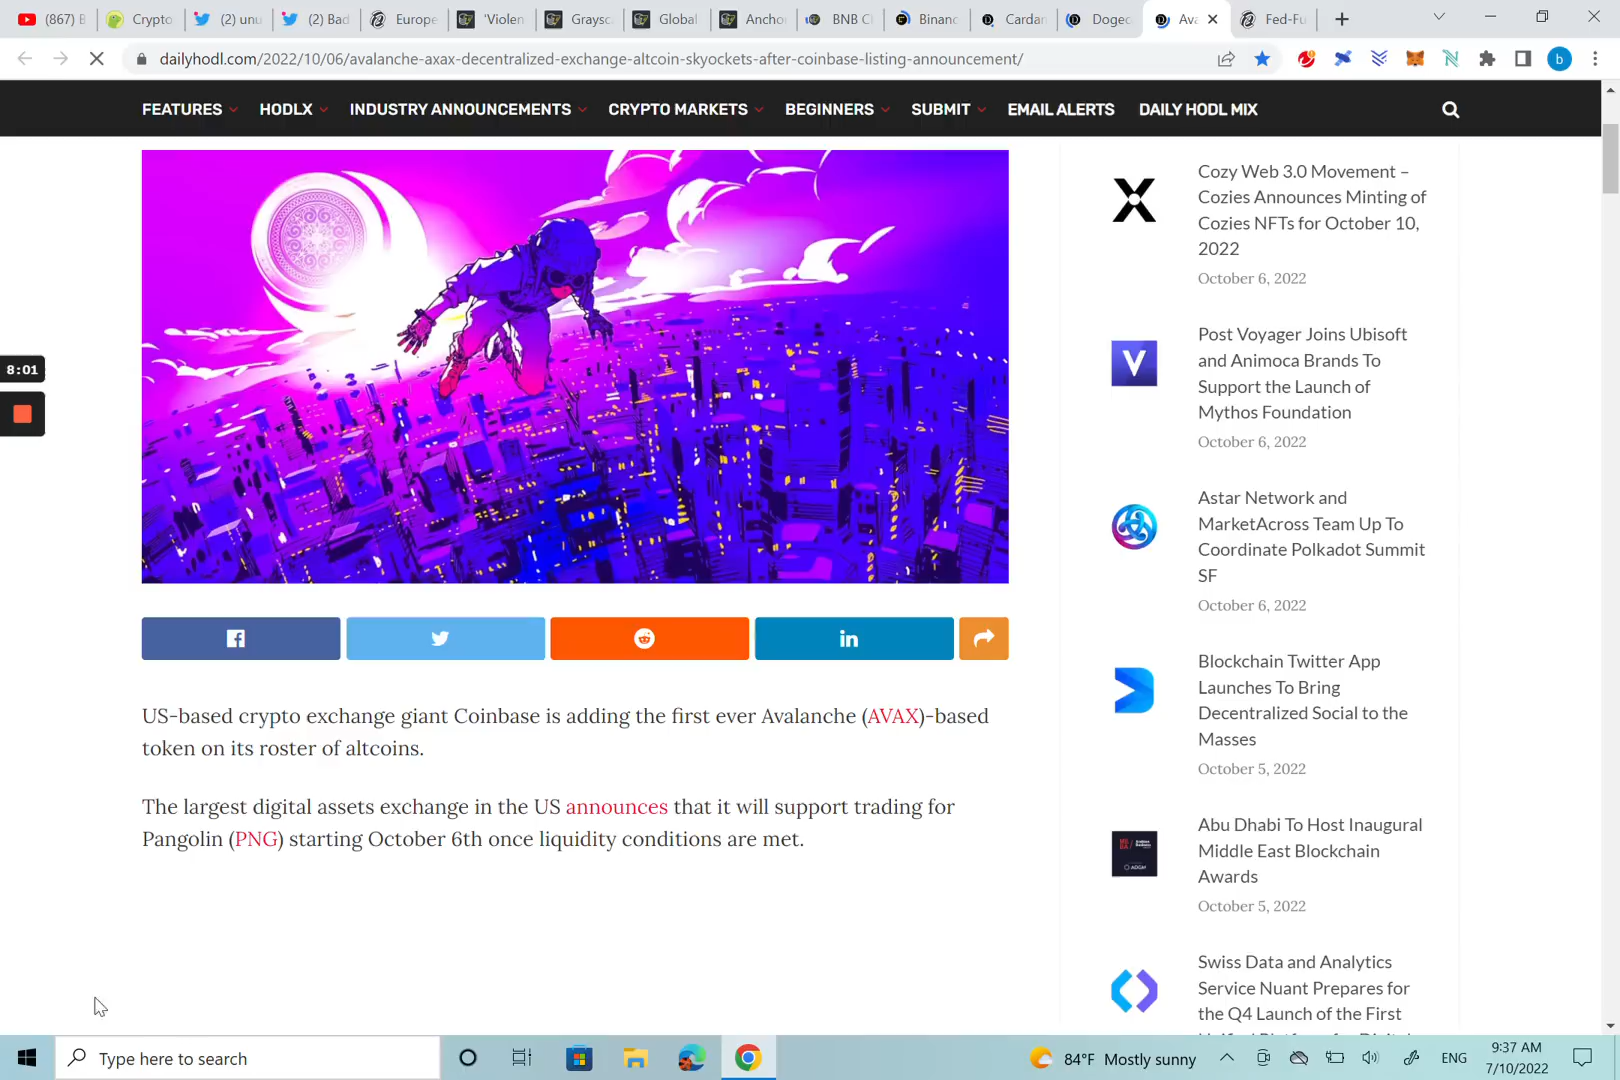 (867) B
Crypto
(2) unu
(2) Bad
Europe
'Violen
Graysc
Global
Ancho
BNB C
Binanc
Cardan
Dogec
Ava
Fed-Fu
dailyhodl.com/2022/10/06/avalanche-axax-decentralized-exchange-altcoin-skyockets-after-coinbase-listing-announcement/
b
FEATURES
HODLX
INDUSTRY ANNOUNCEMENTS
CRYPTO MARKETS
BEGINNERS
SUBMIT
EMAIL ALERTS
DAILY HODL MIX
8:01
in
US-based crypto exchange giant Coinbase is adding the first ever Avalanche (AVAX)-based
token on its roster of altcoins.
The largest digital assets exchange in the US announces that it will support trading for
Pangolin (PNG) starting October 6th once liquidity conditions are met.
Cozy Web 3.0 Movement –
Cozies Announces Minting of
Cozies NFTs for October 10,
2022
October 6, 2022
V
Post Voyager Joins Ubisoft
and Animoca Brands To
Support the Launch of
Mythos Foundation
October 6, 2022
Astar Network and
MarketAcross Team Up To
Coordinate Polkadot Summit
SF
October 6, 2022
Blockchain Twitter App
Launches To Bring
Decentralized Social to the
Masses
October 5, 2022
Abu Dhabi To Host Inaugural
Middle East Blockchain
Awards
October 5, 2022
Swiss Data and Analytics
Service Nuant Prepares for
the Q4 Launch of the First
Type here to search
84°F Mostly sunny
ENG
9:37 AM
7/10/2022